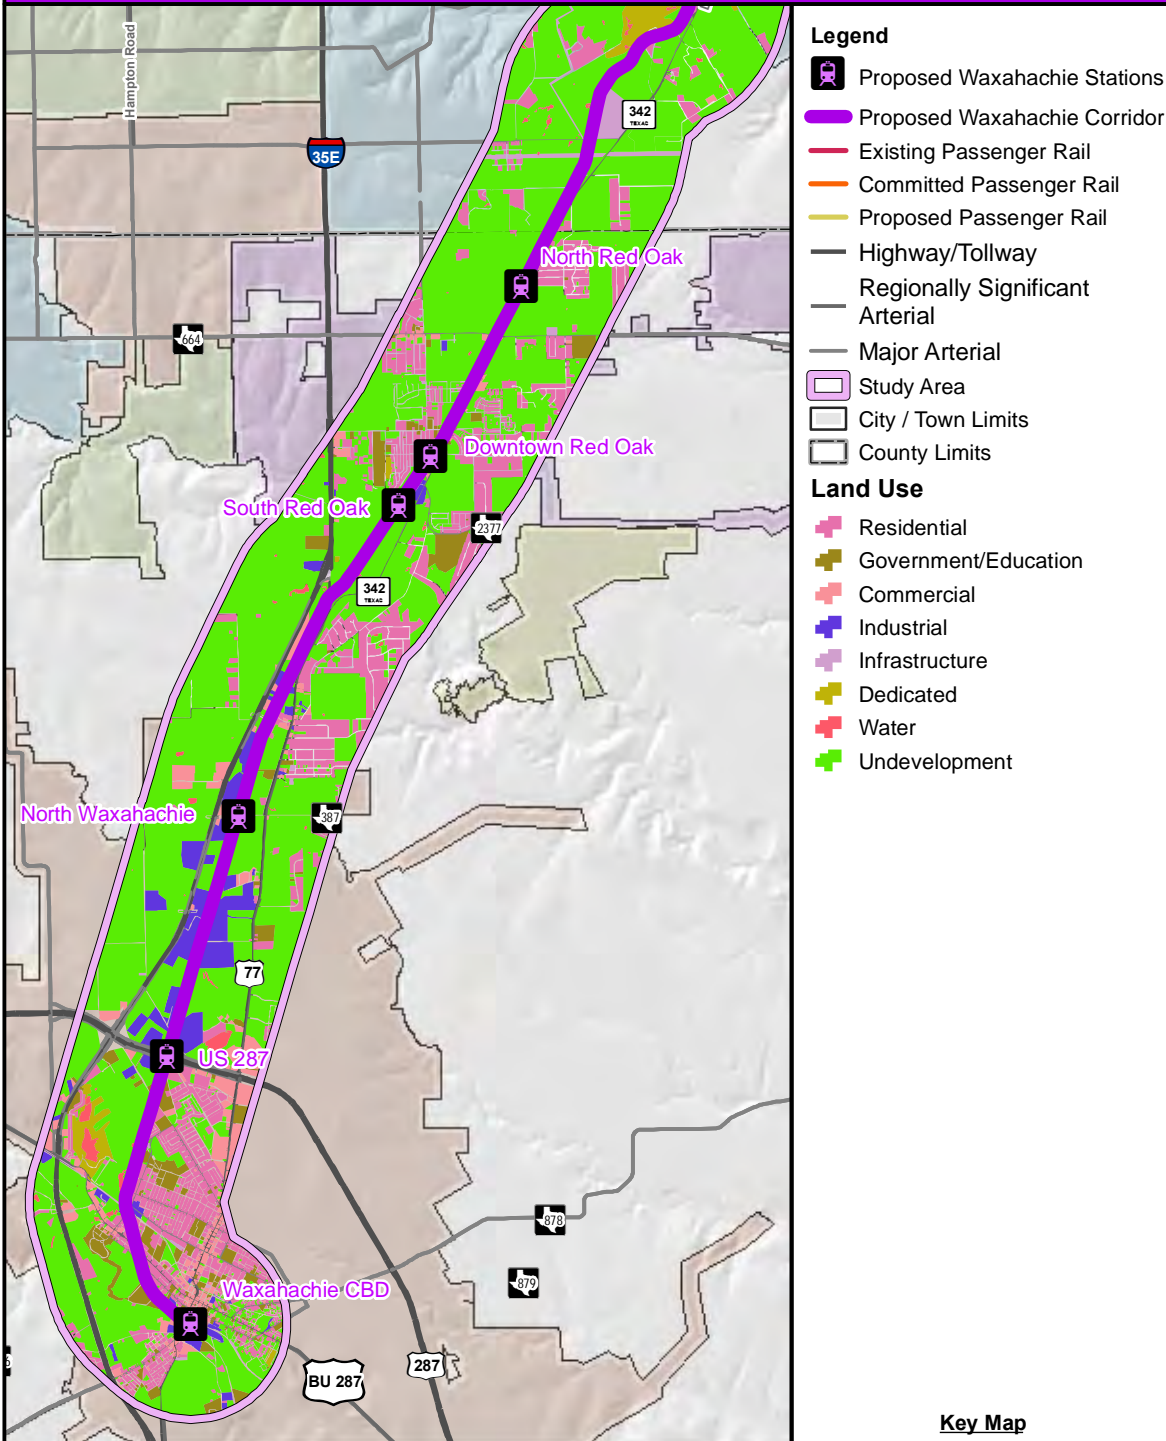 Hampton Road
35E
342
TEXAS
North Red Oak
664
Downtown Red Oak
South Red Oak
2377
342
TEXAS
North Waxahachie
387
77
US 287
878
879
Waxahachie CBD
BU 287
287
Legend
Proposed Waxahachie Stations
Proposed Waxahachie Corridor
Existing Passenger Rail
Committed Passenger Rail
Proposed Passenger Rail
Highway/Tollway
Regionally Significant
Arterial
Major Arterial
Study Area
City / Town Limits
County Limits
Land Use
Residential
Government/Education
Commercial
Industrial
Infrastructure
Dedicated
Water
Undevelopment
Key Map